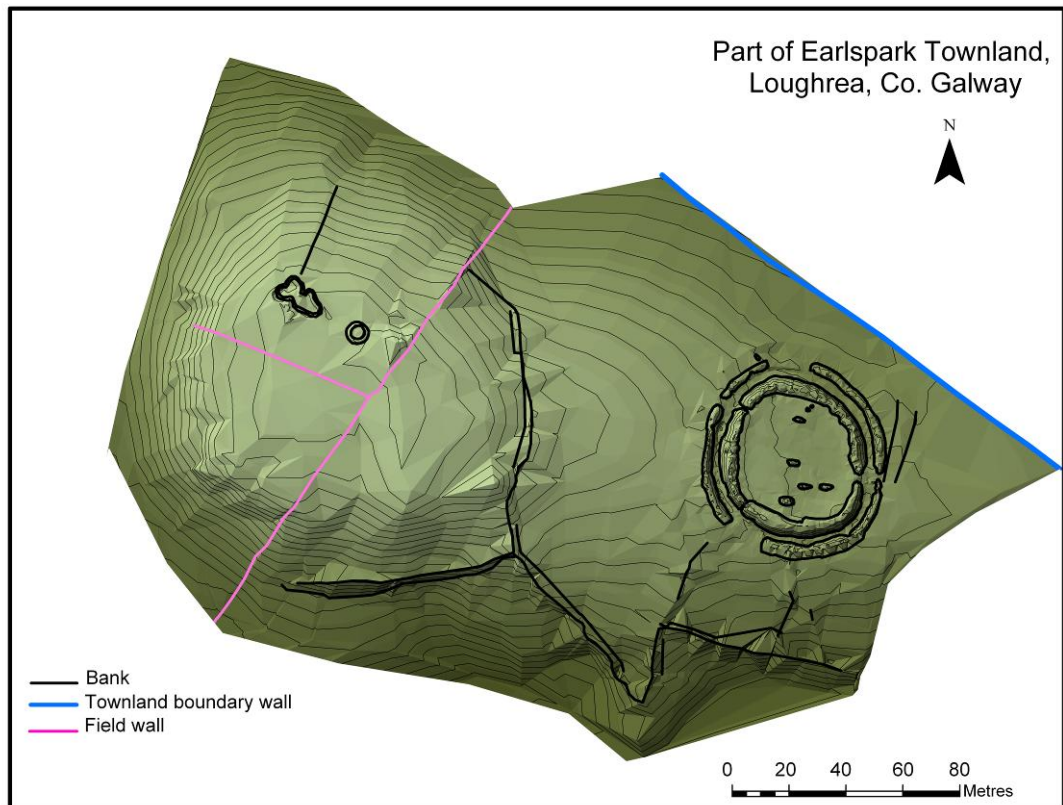 Part of Earlspark Townland,
Loughrea, Co. Galway
N
Bank
Townland boundary wall
Field wall
0 20 40 60 80
Metres